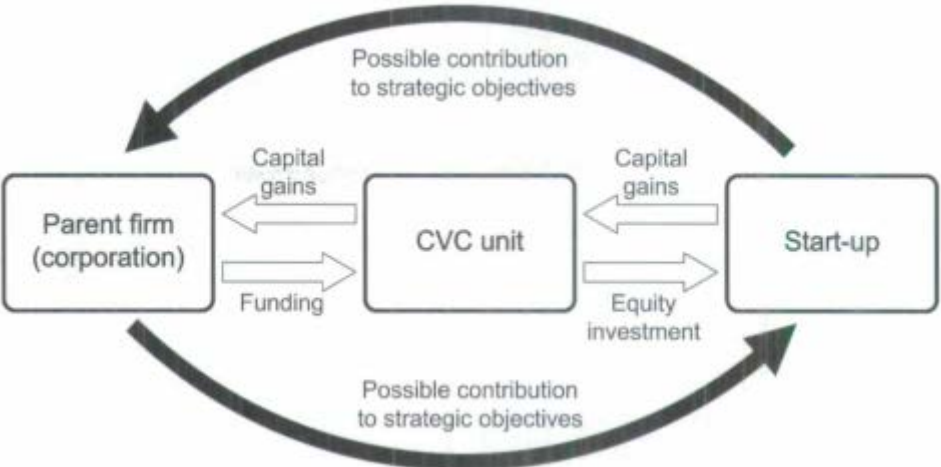 Possible contribution
to strategic objectives
Capital
gains
Capital
gains
Parent firm
(corporation)
CVC unit
Start-up
Funding
Equity
investment
Possible contribution
to strategic objectives